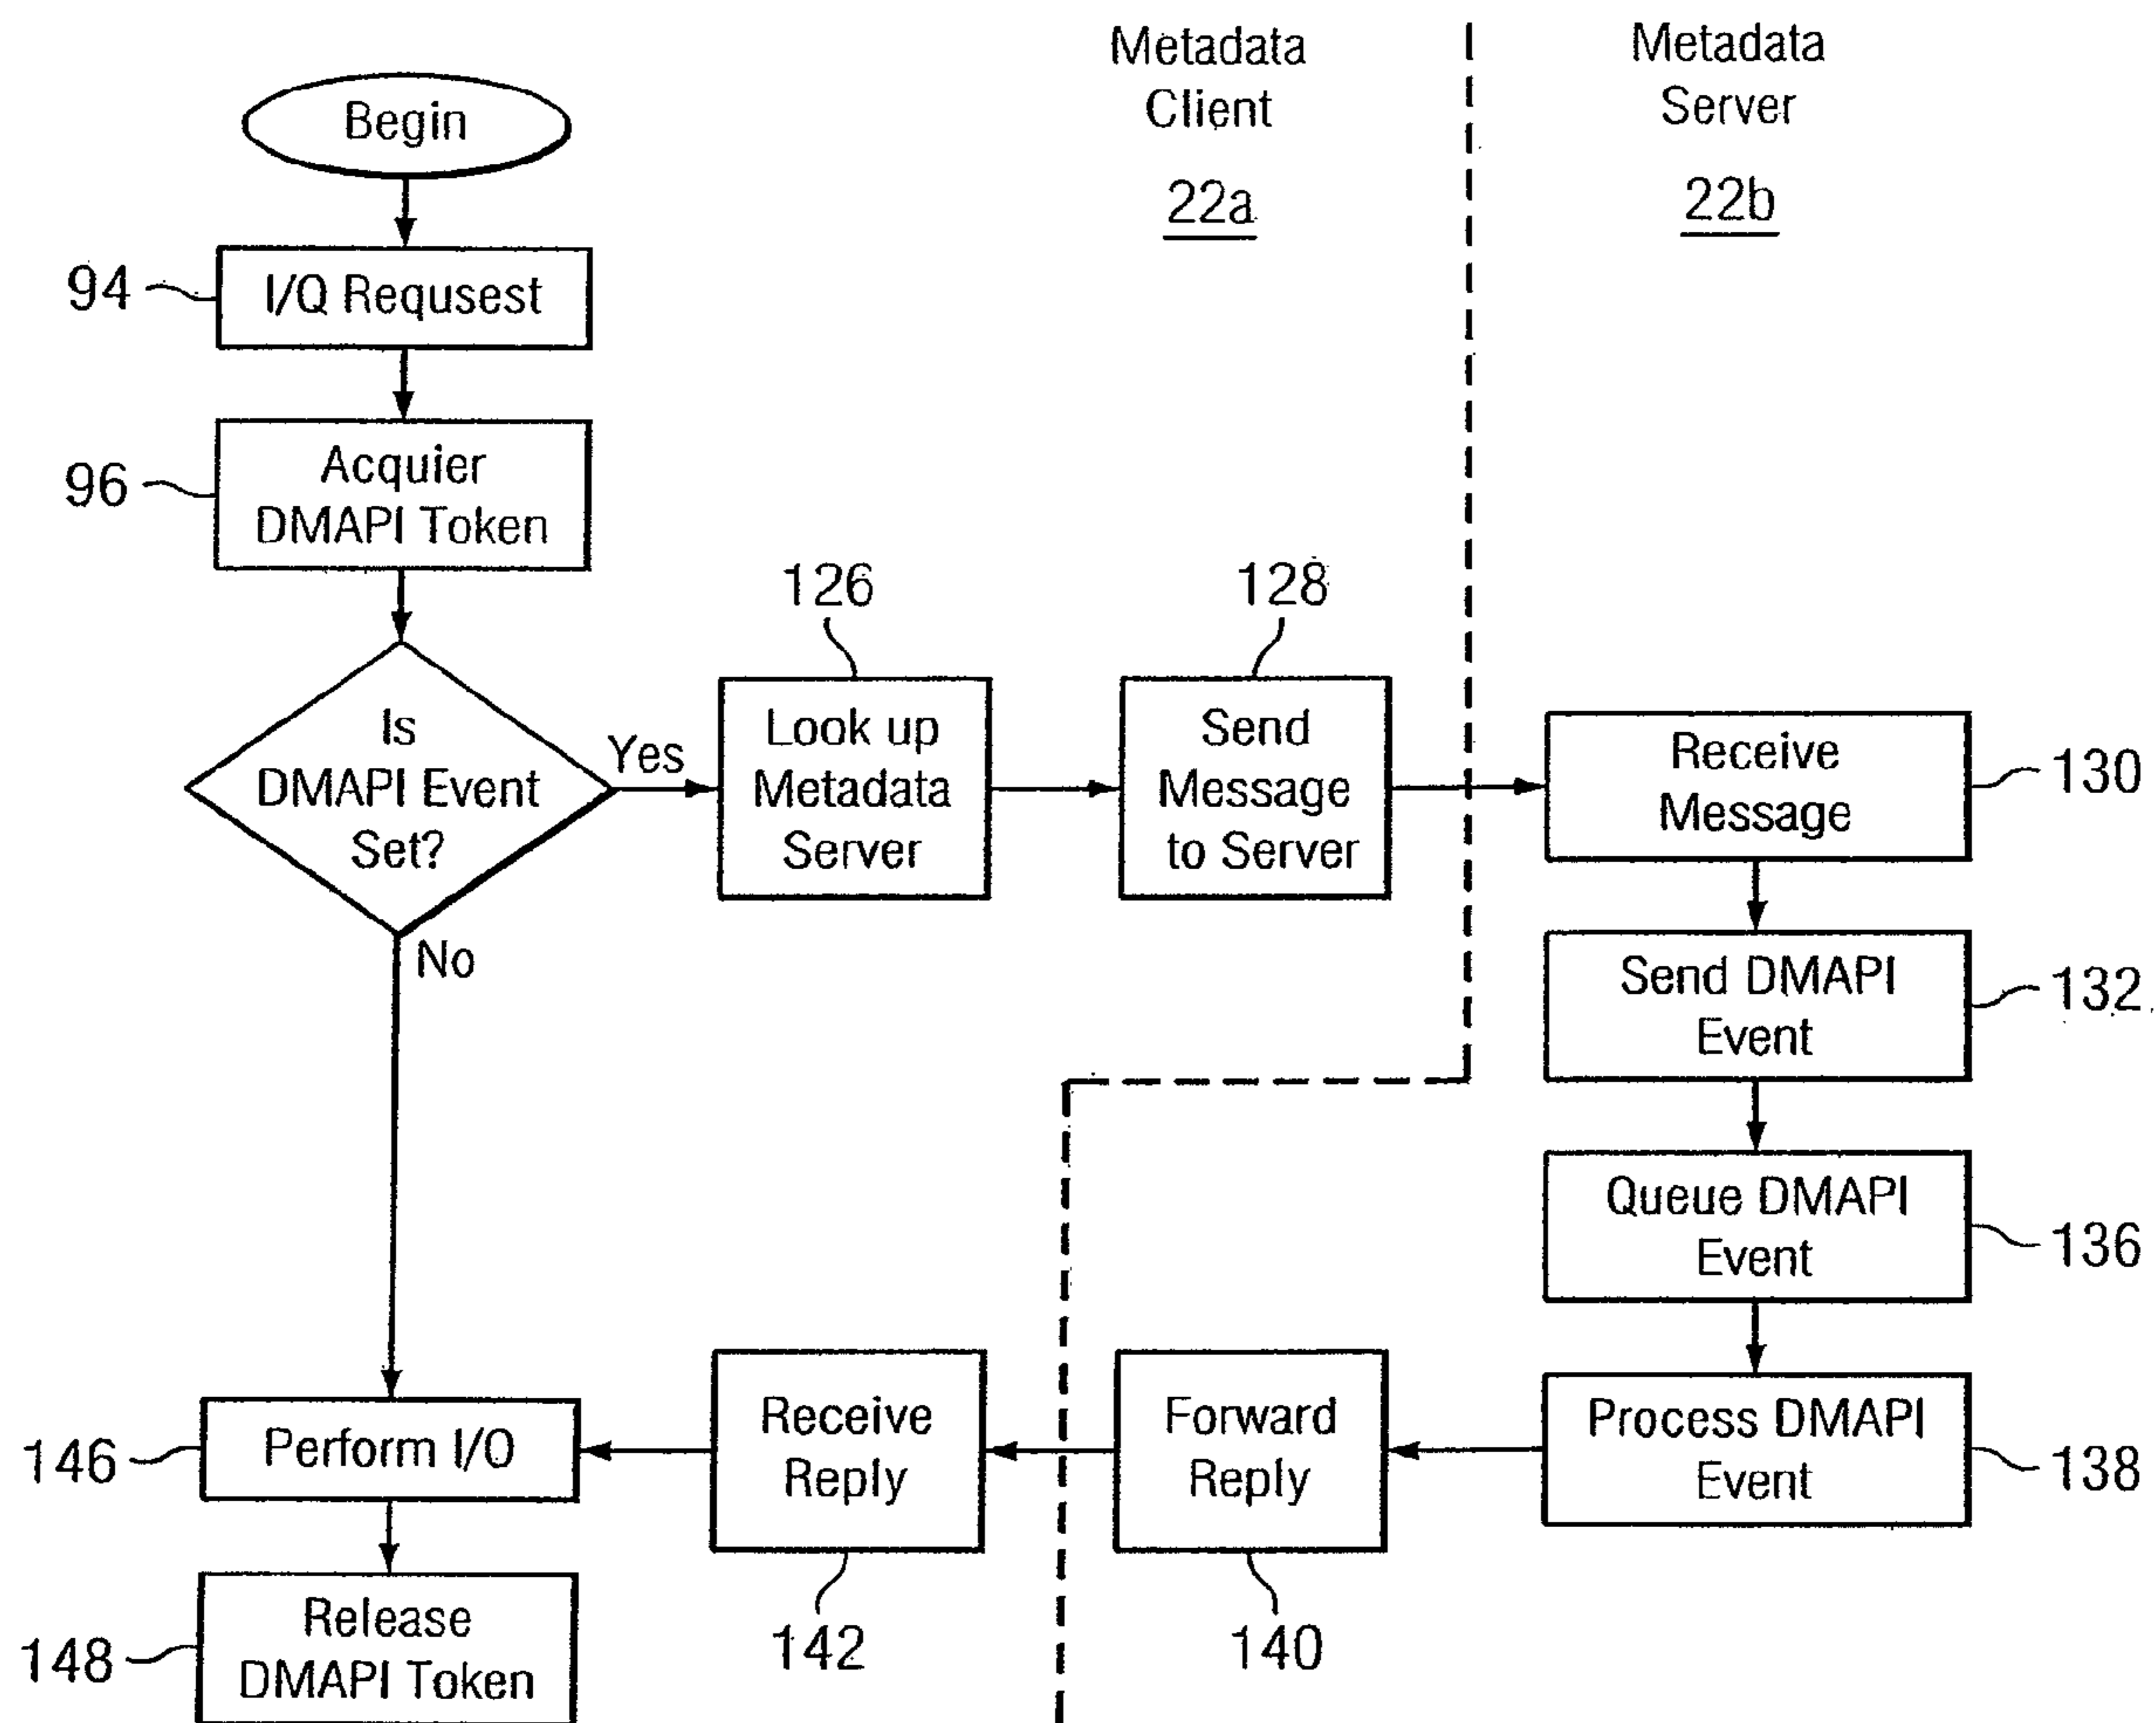 Metadata
Client
22a
Metadata
Server
22b
Begin
94
I/Q Requsest
96
Acquier
DMAPI Token
Is
DMAPI Event
Set?
Yes
No
126
Look up
Metadata
Server
128
Send
Message
to Server
Receive
Message
130
Send DMAPI
Event
132
Queue DMAPI
Event
136
Process DMAPI
Event
138
Forward
Reply
140
Receive
Reply
142
146
Perform I/O
148
Release
DMAPI Token